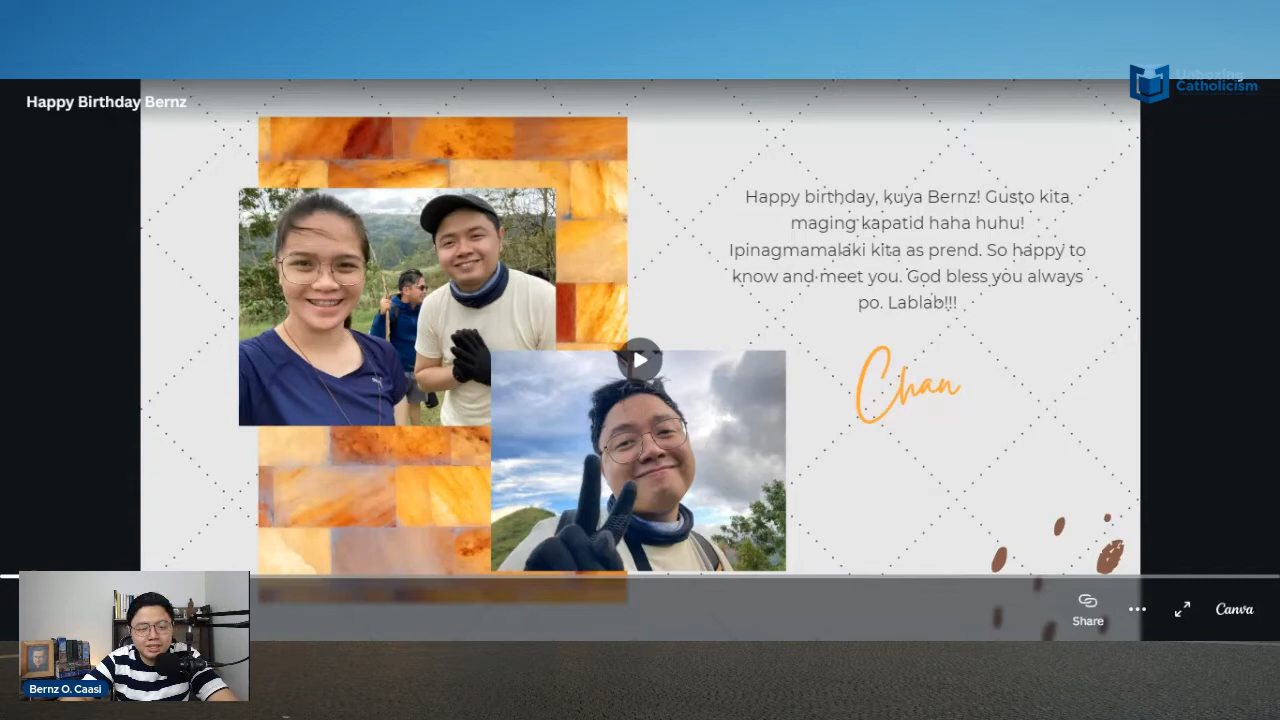 Happy Birthday Bernz
Unboxing
Catholicism
Happy birthday, kuya Bernz! Gusto kita
maging kapatid haha huhu!
Ipinagmamalaki kita as prend. So happy to
know and meet you. God bless you always
po. Lablab!!!
Chan
Share
Canva
Bernz O. Caasi